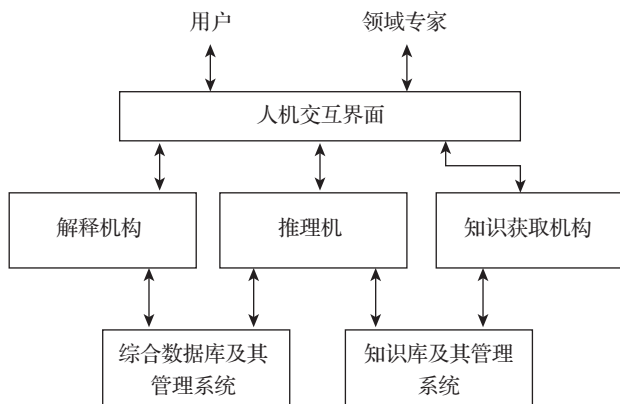 用户
领域专家
人机交互界面
解释机构
推理机
知识获取机构
综合数据库及其
管理系统
知识库及其管理
系统